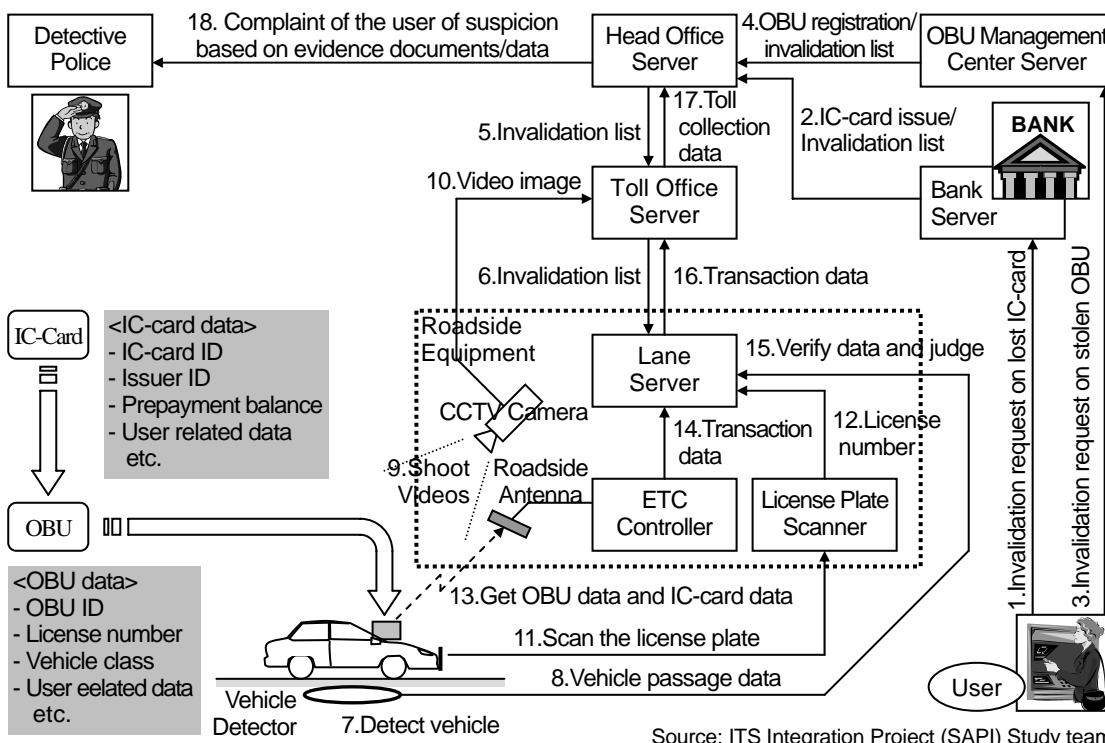 18. Complaint of the user of suspicion
based on evidence documents/data
Detective
Police
Head Office
Server
4.OBU registration/
invalidation list
OBU Management
Center Server
5.Invalidation list
17.Toll
collection
data
2.IC-card issue/
Invalidation list
BANK
Bank
Server
10.Video image
Toll Office
Server
6.Invalidation list
16.Transaction data
1.Invalidation request on lost IC-card
3.Invalidation request on stolen OBU
IC-Card
<IC-card data>
- IC-card ID
- Issuer ID
- Prepayment balance
- User related data
etc.
Roadside
Equipment
Lane
Server
15.Verify data and judge
CCTV Camera
14.Transaction
data
12.License
number
9.Shoot
Videos
Roadside
Antenna
ETC
Controller
License Plate
Scanner
OBU
<OBU data>
- OBU ID
- License number
- Vehicle class
- User eelated data
etc.
13.Get OBU data and IC-card data
11.Scan the license plate
8.Vehicle passage data
Vehicle
Detector
7.Detect vehicle
User
Source: ITS Integration Project (SAPI) Study team